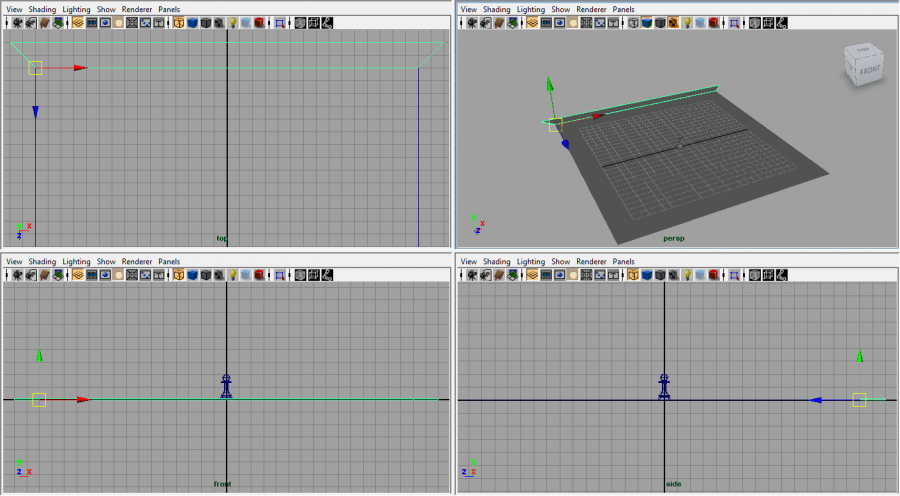 View Shading Lighting Show Renderer Panels
View Shading Lighting Show Renderer Panels
TOP
FRONT
X
Z
top
X
Z
persp
View Shading Lighting Show Renderer Panels
View Shading Lighting Show Renderer Panels
Z X
front
Z X
side